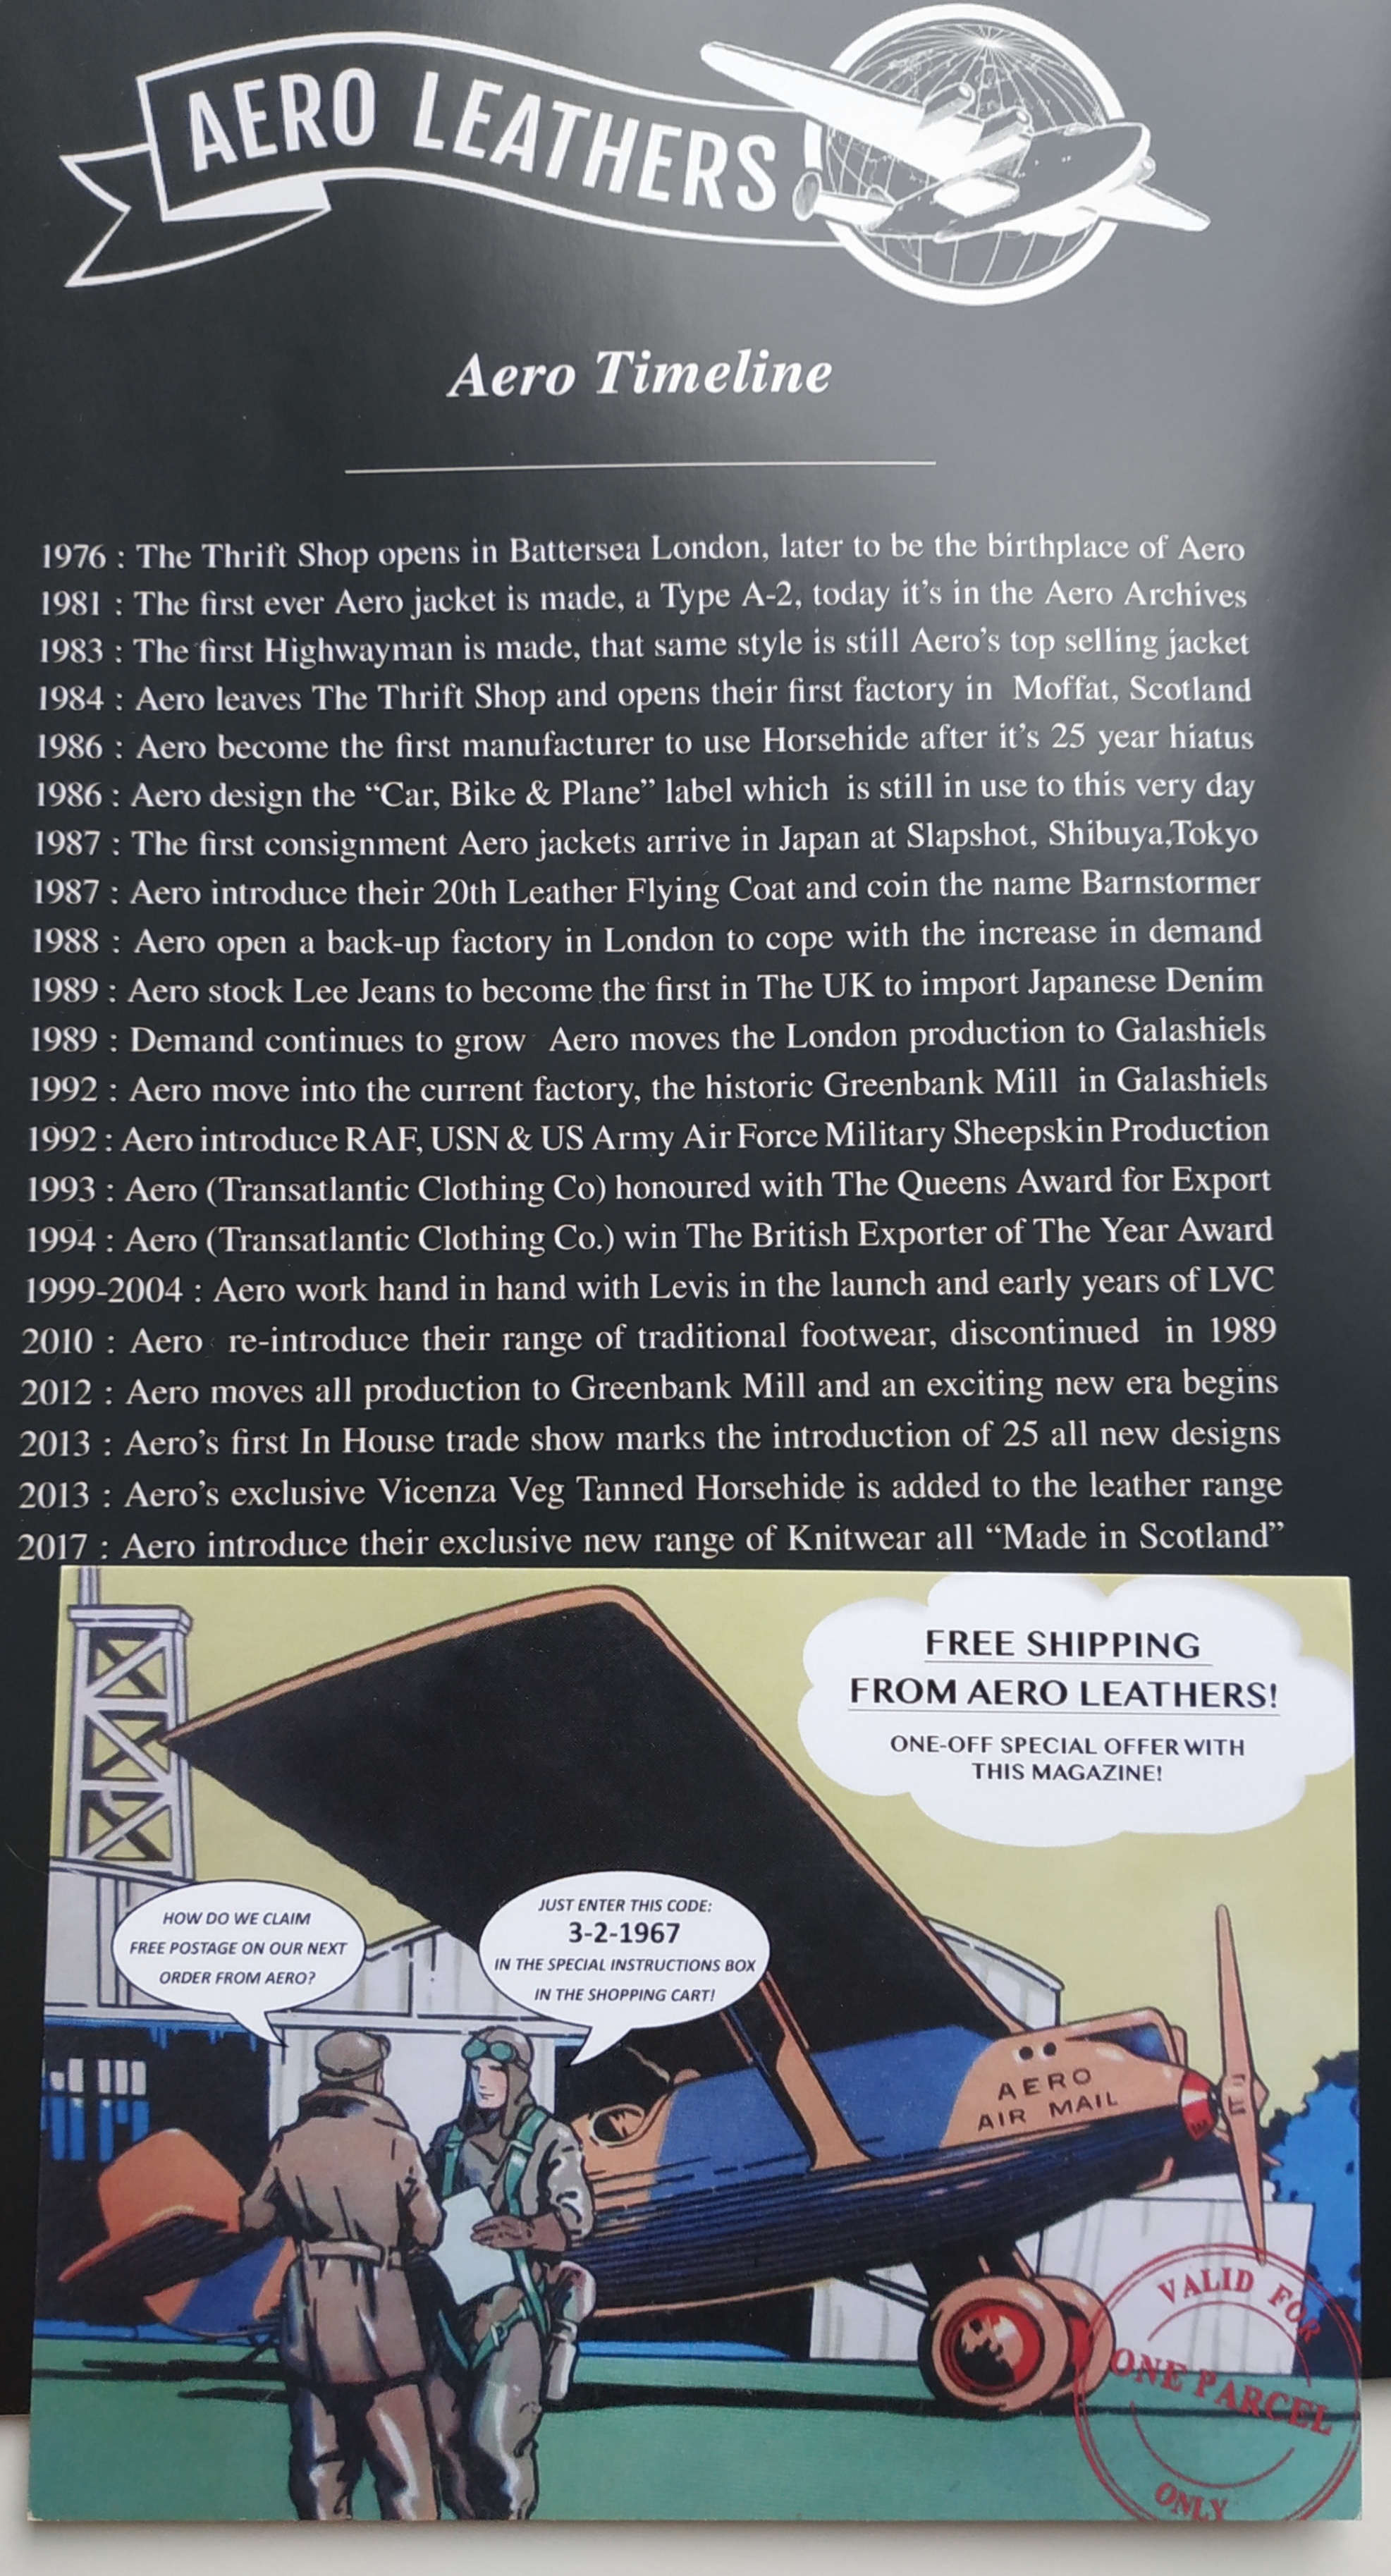 AERO LEATHERS
Aero Timeline
1976 : The Thrift Shop opens in Battersea London, later to be the birthplace of Aero
1981 : The first ever Aero jacket is made, a Type A-2, today it's in the Aero Archives
1983 : The first Highwayman is made, that same style is still Aero's top selling jacket
1984 : Aero leaves The Thrift Shop and opens their first factory in Moffat, Scotland
1986 : Aero become the first manufacturer to use Horsehide after it's 25 year hiatus
1986 : Aero design the “Car, Bike & Plane” label which is still in use to this very day
1987 : The first consignment Aero jackets arrive in Japan at Slapshot, Shibuya,Tokyo
1987 : Aero introduce their 20th Leather Flying Coat and coin the name Barnstormer
1988 : Aero open a back-up factory in London to cope with the increase in demand
1989 : Aero stock Lee Jeans to become the first in The UK to import Japanese Denim
1989 : Demand continues to grow Aero moves the London production to Galashiels
1992 : Aero move into the current factory, the historic Greenbank Mill in Galashiels
1992 : Aero introduce RAF, USN & US Army Air Force Military Sheepskin Production
1993 : Aero (Transatlantic Clothing Co) honoured with The Queens Award for Export
1994 : Aero (Transatlantic Clothing Co.) win The British Exporter of The Year Award
1999-2004 : Aero work hand in hand with Levis in the launch and early years of LVC
2010 : Aero re-introduce their range of traditional footwear, discontinued in 1989
2012 : Aero moves all production to Greenbank Mill and an exciting new era begins
2013 : Aero's first In House trade show marks the introduction of 25 all new designs
2013 : Aero's exclusive Vicenza Veg Tanned Horsehide is added to the leather range
2017 : Aero introduce their exclusive new range of Knitwear all “Made in Scotland”
FREE SHIPPING
FROM AERO LEATHERS!
ONE-OFF SPECIAL OFFER WITH
THIS MAGAZINE!
HOW DO WE CLAIM
FREE POSTAGE ON OUR NEXT
ORDER FROM AERO?
JUST ENTER THIS CODE:
3-2-1967
IN THE SPECIAL INSTRUCTIONS BOX
IN THE SHOPPING CART!
AERO
AIR MAIL
VALID FOR
ONE PARCEL
ONLY